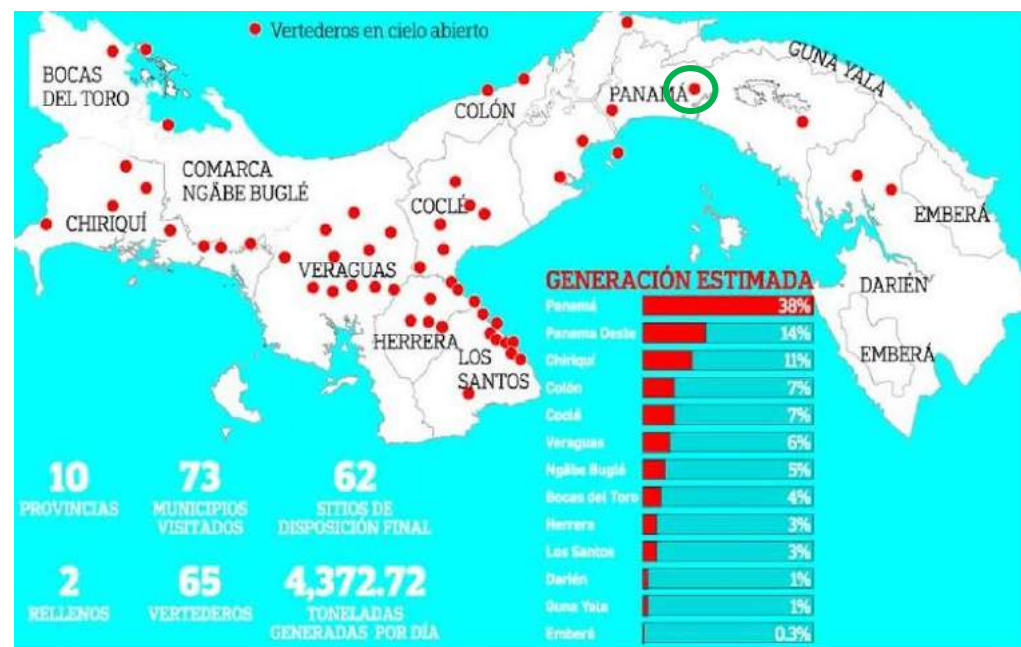 Vertederos en cielo abierto
BOCAS
DEL TORO
COMARCA
NGÄBE BUGLÉ
CHIRIQUÍ
VERAGUAS
COCLÉ
COLÓN
PANAMÁ
GUNA YALA
HERRERA
LOS
SANTOS
EMBERÁ
DARIÉN
EMBERÁ
GENERACIÓN ESTIMADA
Panamá 38%
Panama Oeste 14%
Chiriquí 11%
Colón 7%
Coclé 7%
Veraguas 6%
Ngäbe Buglé 5%
Bocas del Toro 4%
Herrera 3%
Los Santos 3%
Darién 1%
Guna Yala 1%
Emberá 0.3%
10
PROVINCIAS
73
MUNICIPIOS
VISITADOS
62
SITIOS DE
DISPOSICIÓN FINAL
2
RELLENOS
65
VERTEDEROS
4,372.72
TONELADAS
GENERADAS POR DÍA